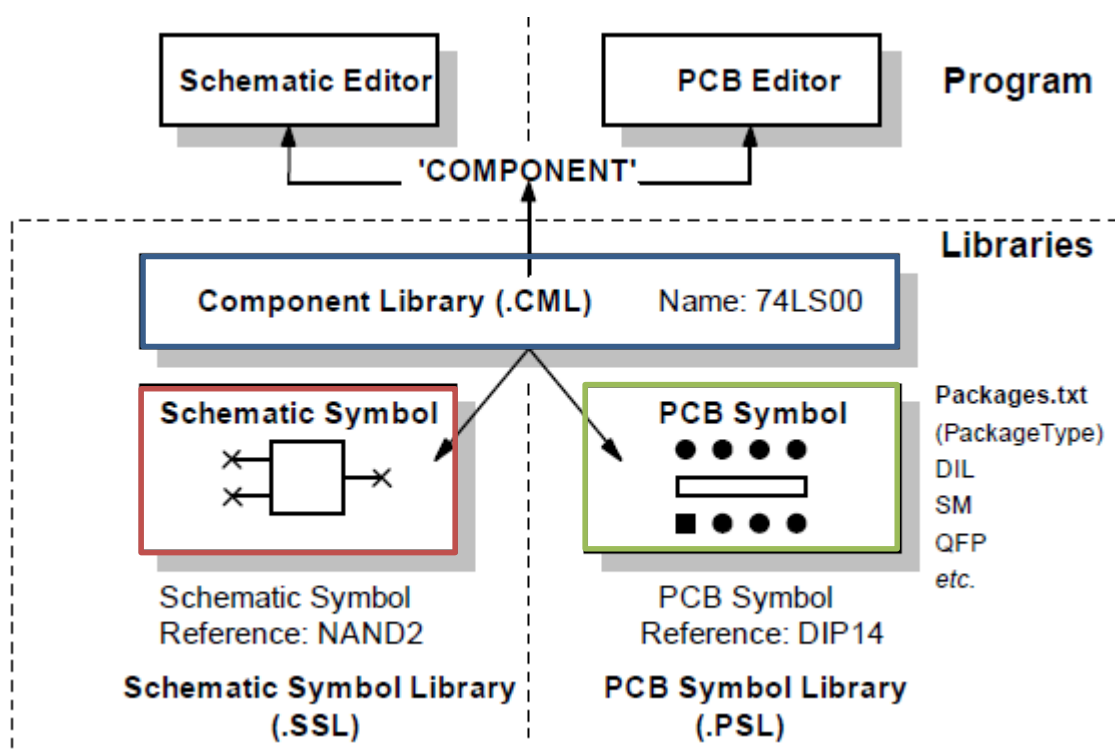 Schematic Editor
PCB Editor
Program
'COMPONENT'
Libraries
Component Library (.CML)
Name: 74LS00
Schematic Symbol
PCB Symbol
Packages.txt
(PackageType)
DIL
SM
QFP
etc.
Schematic Symbol
Reference: NAND2
PCB Symbol
Reference: DIP14
Schematic Symbol Library
(.SSL)
PCB Symbol Library
(.PSL)